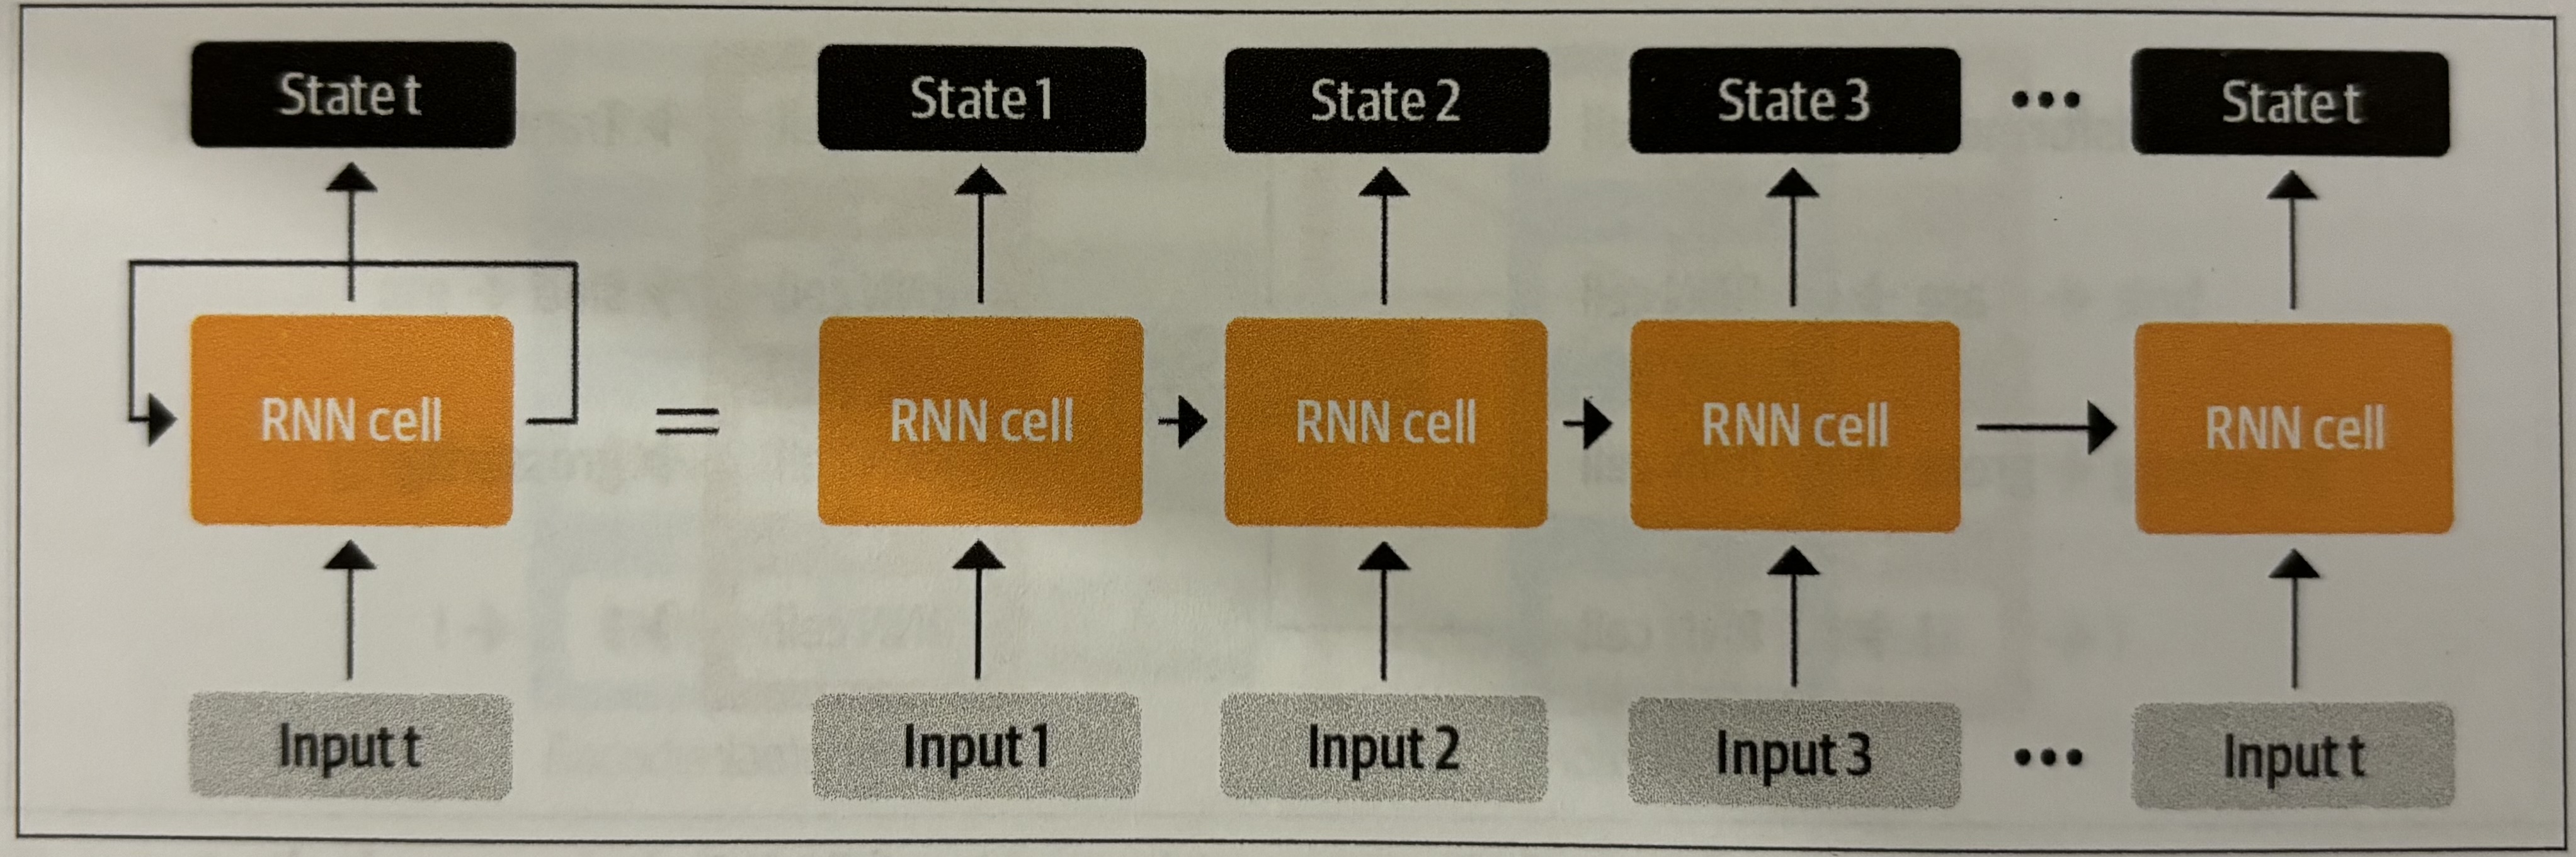 State t State 1 State 2 State 3 ••• State t
RNN cell = RNN cell RNN cell RNN cell RNN cell
Input t Input 1 Input 2 Input 3 ••• Input t